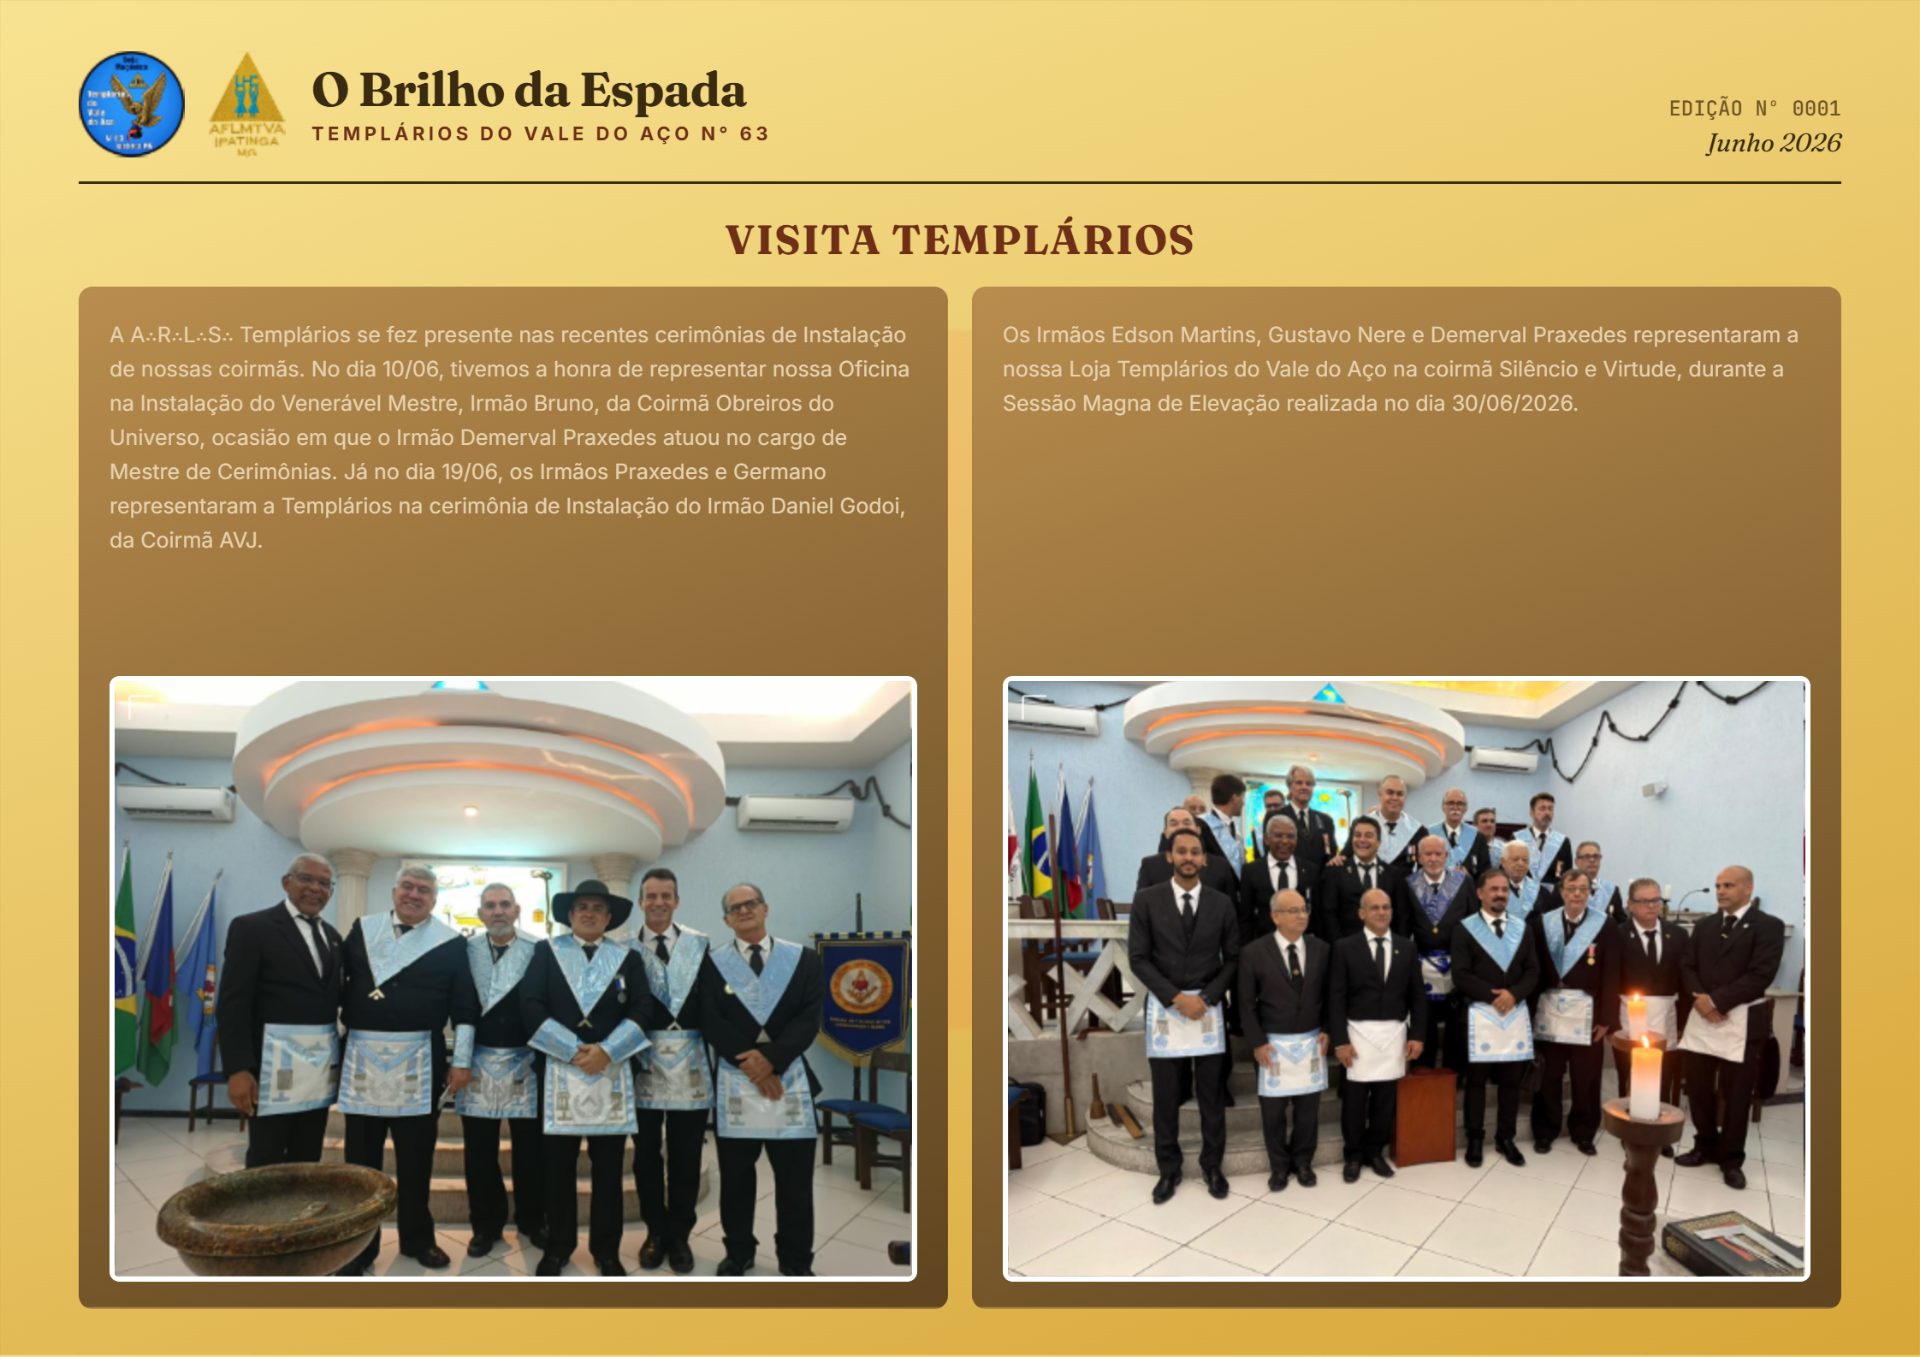 O Brilho da Espada
TEMPLÁRIOS DO VALE DO AÇO N° 63
AFLMTVA
IPATINGA
MG
EDIÇÃO N° 0001
Junho 2026
VISITA TEMPLÁRIOS
A A∴R∴L∴S∴ Templários se fez presente nas recentes cerimônias de Instalação
de nossas coirmãs. No dia 10/06, tivemos a honra de representar nossa Oficina
na Instalação do Venerável Mestre, Irmão Bruno, da Coirmã Obreiros do
Universo, ocasião em que o Irmão Demerval Praxedes atuou no cargo de
Mestre de Cerimônias. Já no dia 19/06, os Irmãos Praxedes e Germano
representaram a Templários na cerimônia de Instalação do Irmão Daniel Godoi,
da Coirmã AVJ.
Os Irmãos Edson Martins, Gustavo Nere e Demerval Praxedes representaram a
nossa Loja Templários do Vale do Aço na coirmã Silêncio e Virtude, durante a
Sessão Magna de Elevação realizada no dia 30/06/2026.